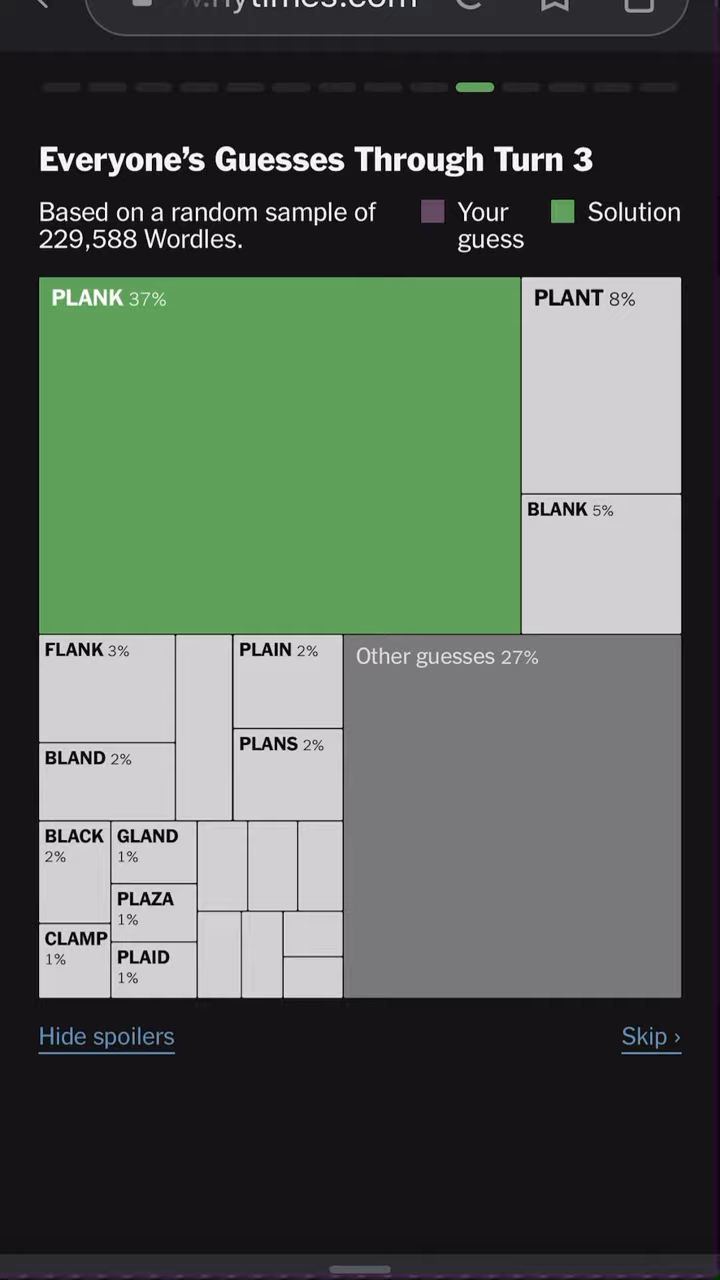 nytimes.com
Everyone's Guesses Through Turn 3
Based on a random sample of
229,588 Wordles.
Your
guess
Solution
PLANK 37%
PLANT 8%
BLANK 5%
FLANK 3%
PLAIN 2%
Other guesses 27%
PLANS 2%
BLAND 2%
BLACK
2%
GLAND
1%
PLAZA
1%
CLAMP
1%
PLAID
1%
Hide spoilers
Skip ›